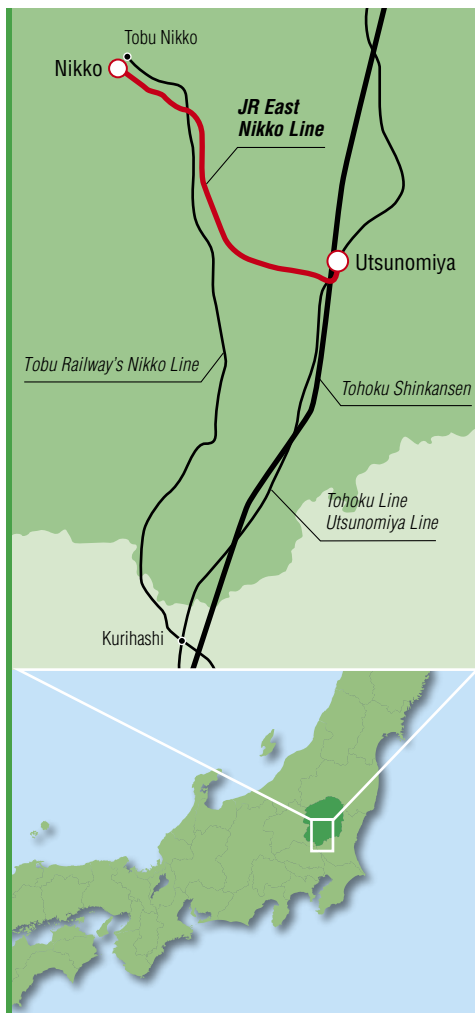 Tobu Nikko
Nikko
JR East
Nikko Line
Utsunomiya
Tobu Railway's Nikko Line
Tohoku Shinkansen
Tohoku Line
Utsunomiya Line
Kurihashi